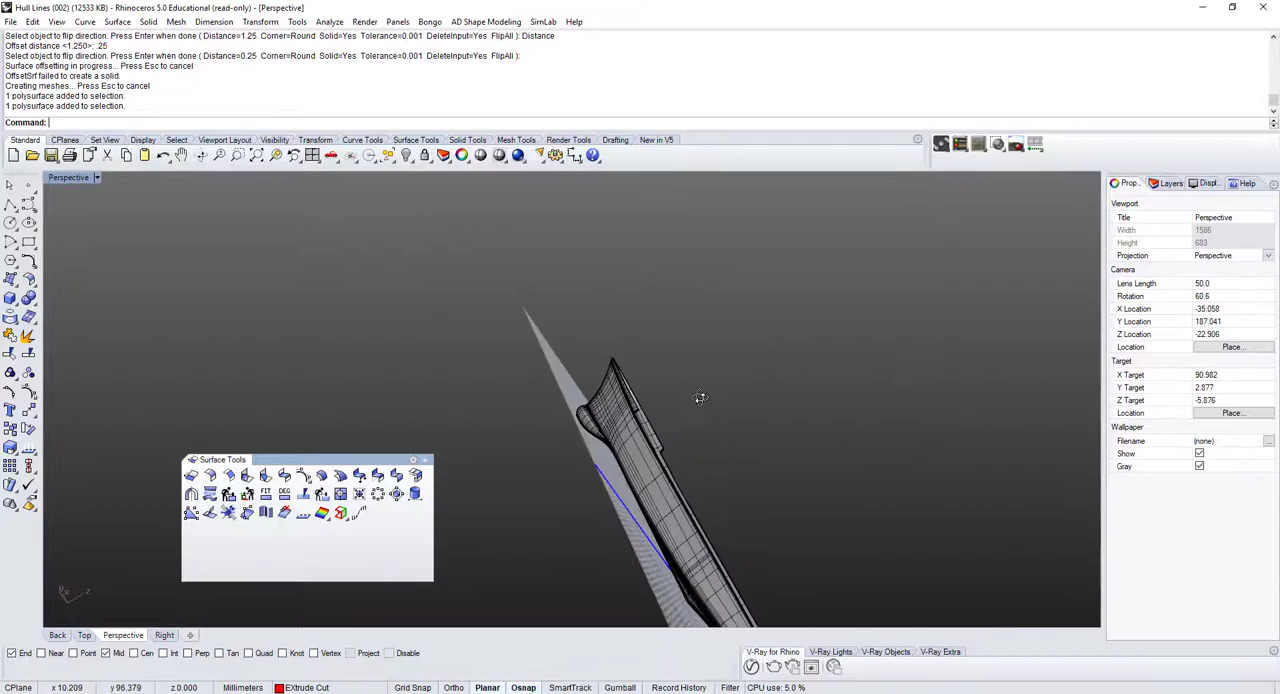 Hull Lines (002) (12533 KB) - Rhinoceros 5.0 Educational (read-only) - [Perspective]
File Edit View Curve Surface Solid Mesh Dimension Transform Tools Analyze Render Panels Bongo AD Shape Modeling SimLab Help
Select object to flip direction. Press Enter when done ( Distance=1.25 Corner=Round Solid=Yes Tolerance=0.001 DeleteInput=Yes FlipAll ): Distance
Offset distance <1.250>: .25
Select object to flip direction. Press Enter when done ( Distance=0.25 Corner=Round Solid=Yes Tolerance=0.001 DeleteInput=Yes FlipAll ):
Surface offsetting in progress... Press Esc to cancel
OffsetSrf failed to create a solid.
Creating meshes... Press Esc to cancel
1 polysurface added to selection.
1 polysurface added to selection.
Command:
Standard CPlanes Set View Display Select Viewport Layout Visibility Transform Curve Tools Surface Tools Solid Tools Mesh Tools Render Tools Drafting New in V5
Perspective
Prop... Layers Displ... Help
Viewport
Title Perspective
Width 1586
Height 683
Projection Perspective
Camera
Lens Length 50.0
Rotation 60.6
X Location -35.058
Y Location 187.041
Z Location -22.906
Location Place...
Target
X Target 90.982
Y Target 2.877
Z Target -5.876
Location Place...
Wallpaper
Filename (none)
Show
Gray
Surface Tools
FIT DEG
Back Top Perspective Right
End Near Point Mid Cen Int Perp Tan Quad Knot Vertex Project Disable
V-Ray for Rhino V-Ray Lights V-Ray Objects V-Ray Extra
CPlane x 10.209 y 96.379 z 0.000 Millimeters EXtrude Cut Grid Snap Ortho Planar Osnap SmartTrack Gumball Record History Filter CPU use: 5.0 %